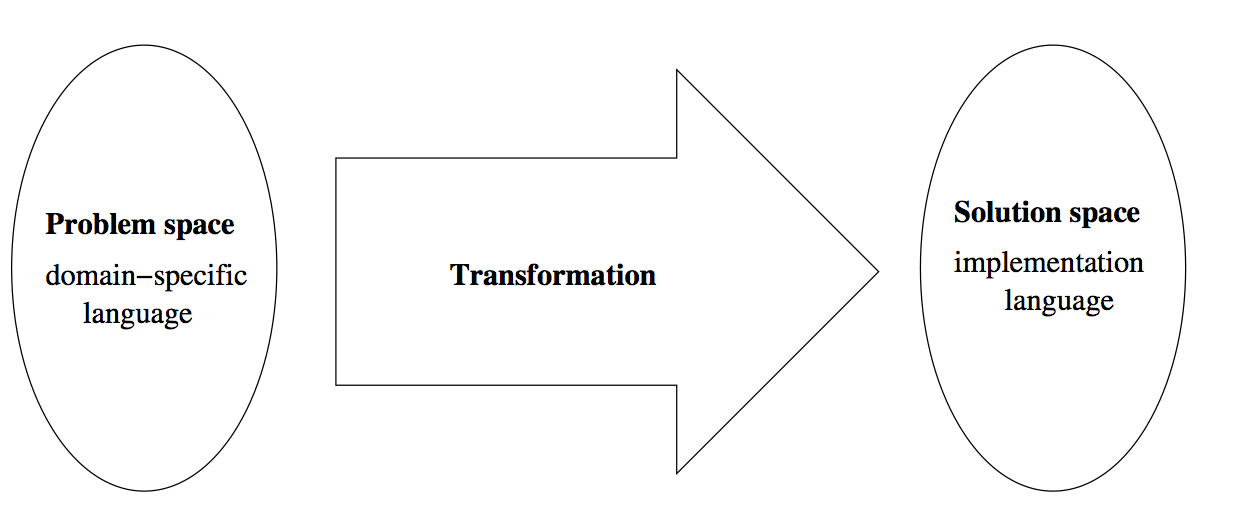 Problem space
domain−specific
language
Transformation
Solution space
implementation
language